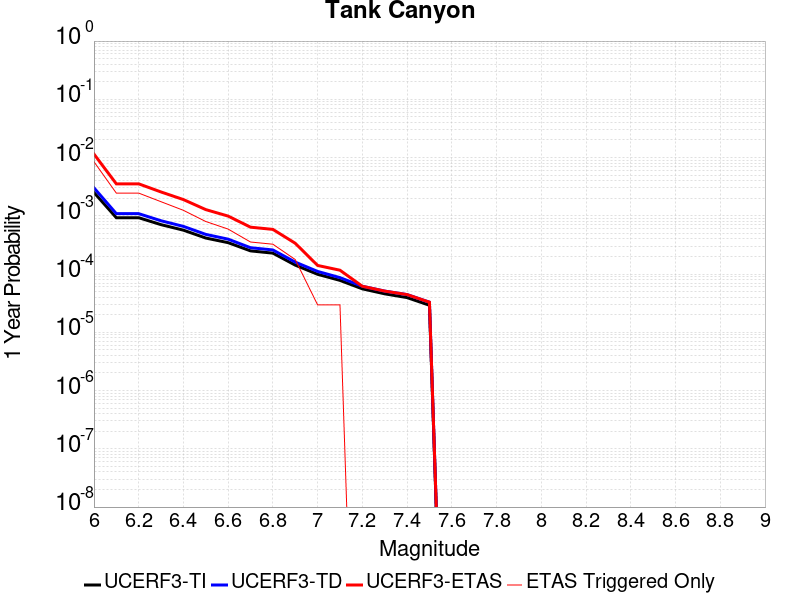 Tank Canyon
10^0
10^-1
10^-2
10^-3
10^-4
10^-5
10^-6
10^-7
10^-8
1 Year Probability
6 6.2 6.4 6.6 6.8 7 7.2 7.4 7.6 7.8 8 8.2 8.4 8.6 8.8 9
Magnitude
UCERF3-TI UCERF3-TD UCERF3-ETAS ETAS Triggered Only